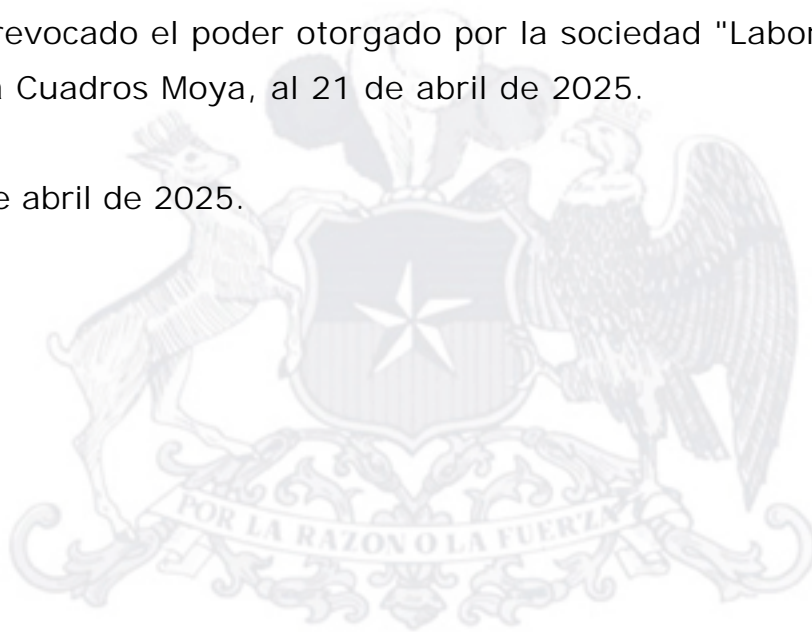 revocado el poder otorgado por la sociedad "Labor
Cuadros Moya, al 21 de abril de 2025.
e abril de 2025.
POR LA RAZON O LA FUERZA